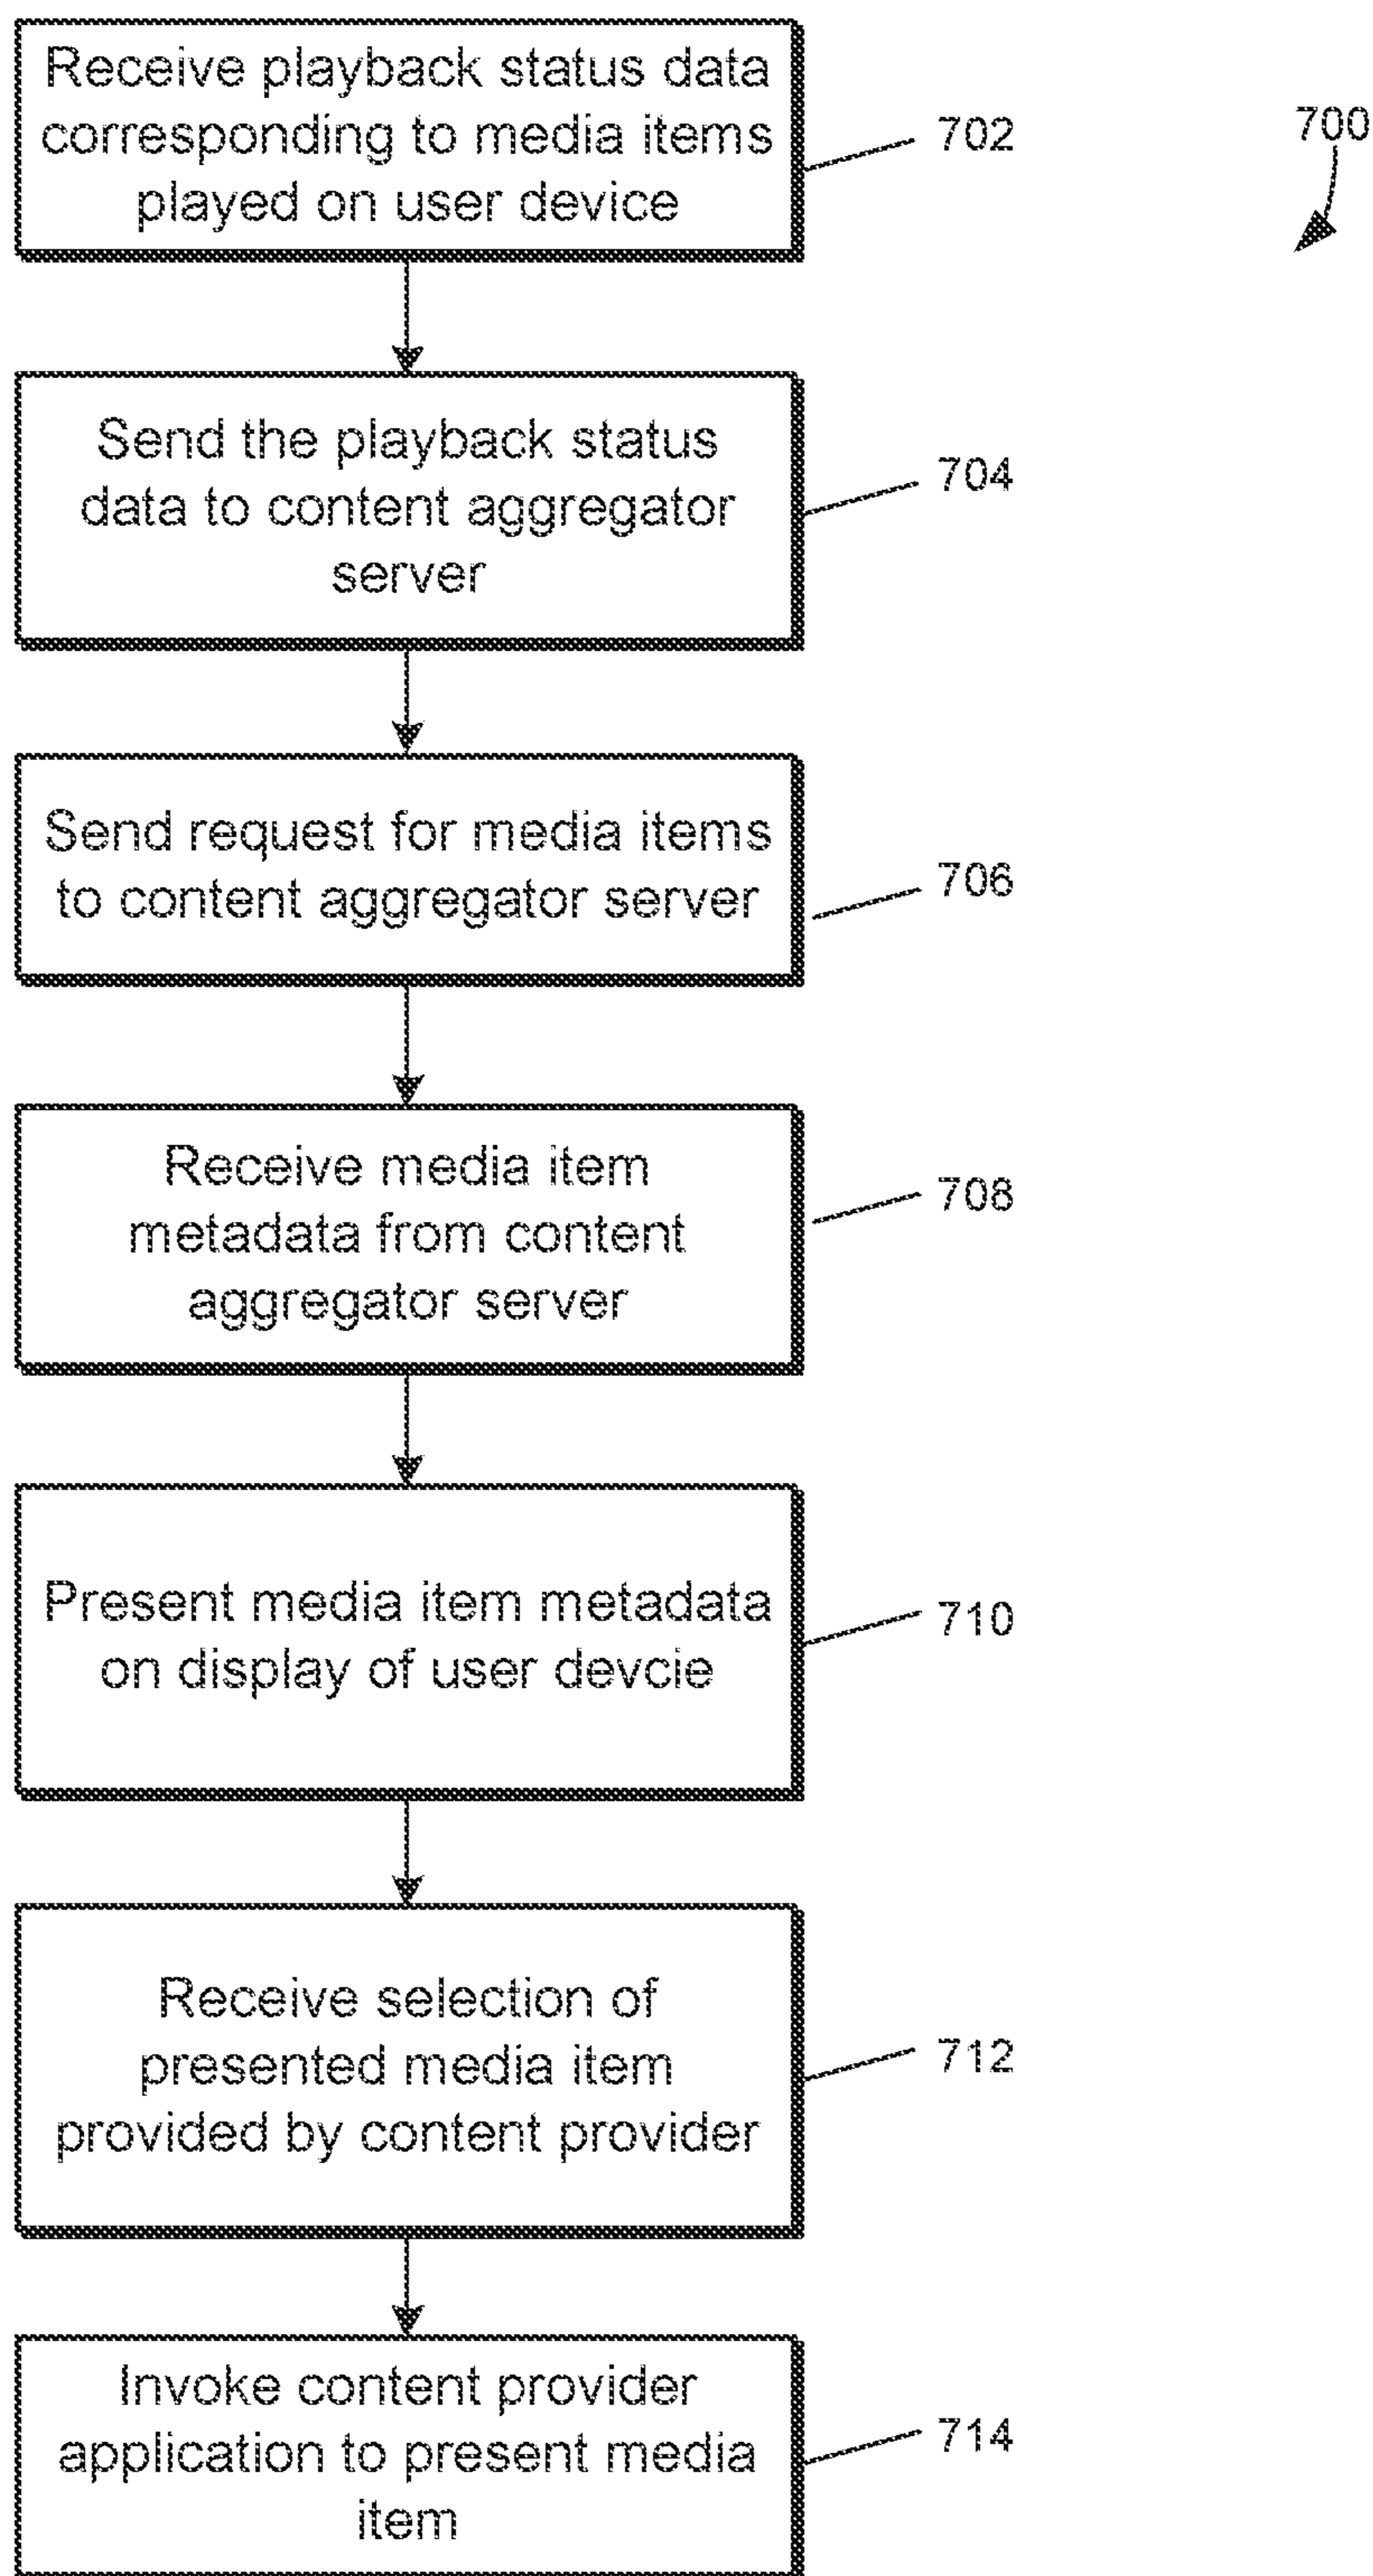 Receive playback status data
corresponding to media items
played on user device
702
700
Send the playback status
data to content aggregator
server
704
Send request for media items
to content aggregator server
706
Receive media item
metadata from content
aggregator server
708
Present media item metadata
on display of user devcie
710
Receive selection of
presented media item
provided by content provider
712
Invoke content provider
application to present media
item
714